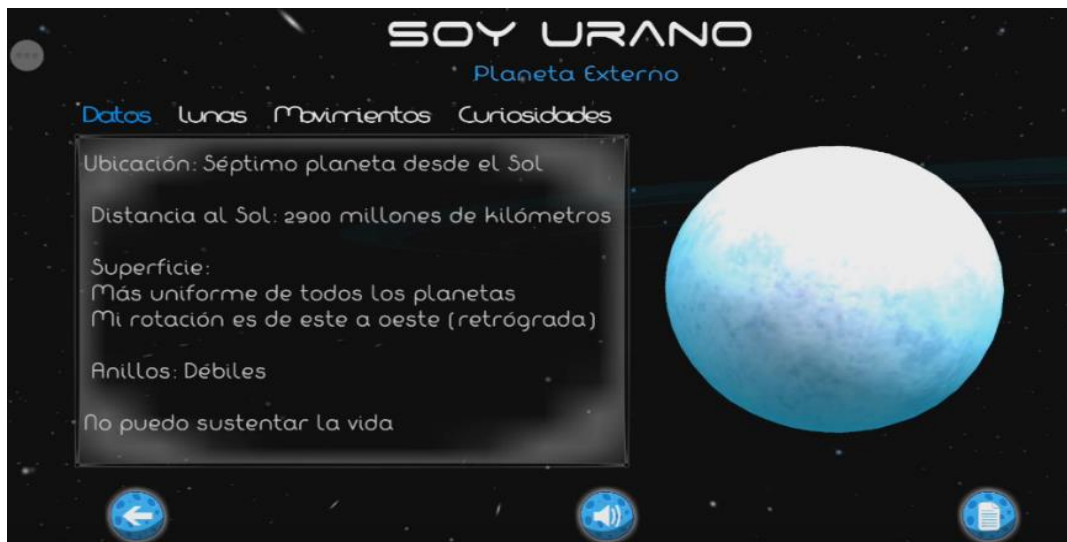 SOY URANO
Planeta Externo
Datos Lunas Movimientos Curiosidades
Ubicación: Séptimo planeta desde el Sol
Distancia al Sol: 2900 millones de kilómetros
Superficie:
Más uniforme de todos los planetas
Mi rotación es de este a oeste (retrógrada)
Anillos: Débiles
No puedo sustentar la vida